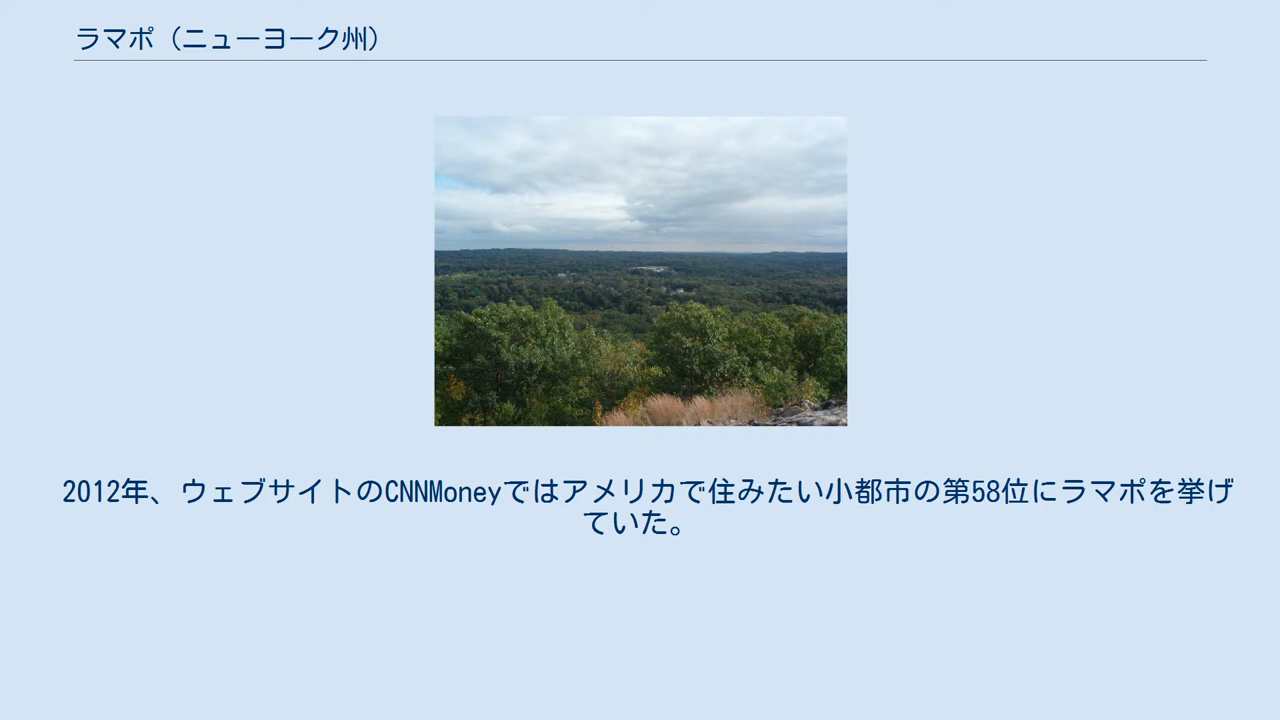 ラマポ（ニューヨーク州）
2012年、ウェブサイトのCNNMoneyではアメリカで住みたい小都市の第58位にラマポを挙げ
ていた。